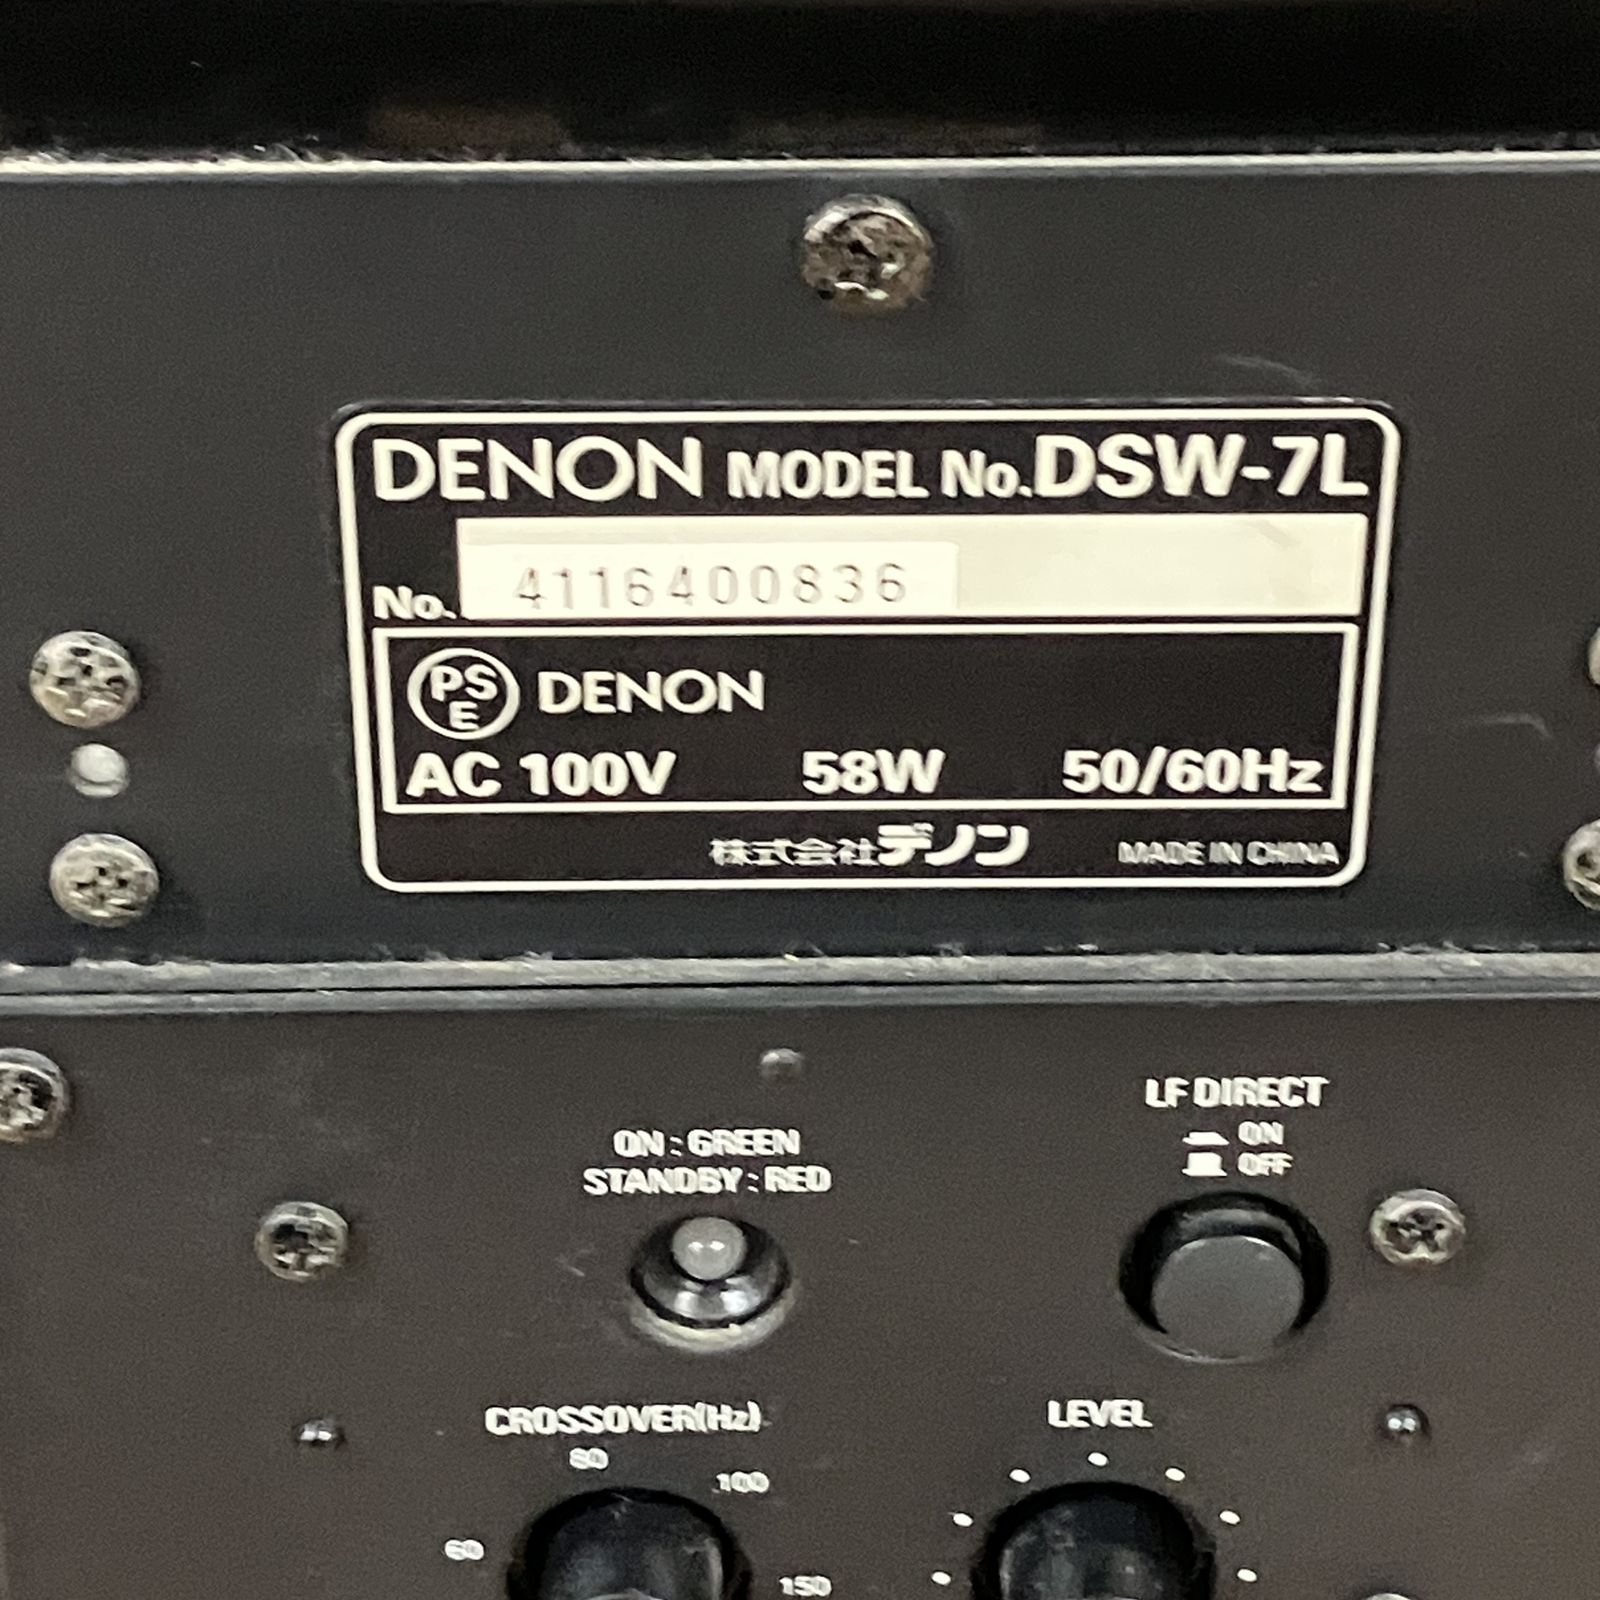 DENON MODEL No.DSW-7L
No. 4116400836
PS
E
DENON
AC 100V 58W 50/60Hz
株式会社デノン MADE IN CHINA
LF DIRECT
ON
OFF
ON : GREEN
STANDBY : RED
CROSSOVER(Hz)
60
80
100
150
LEVEL